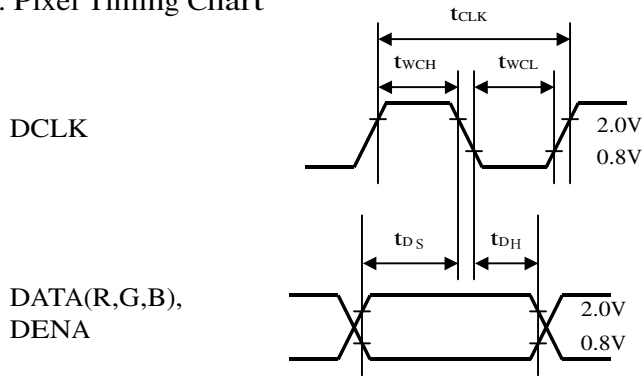 . Pixel Timing Chart
tCLK
tWCH
tWCL
DCLK
2.0V
0.8V
tDS
tDH
DATA(R,G,B),
DENA
2.0V
0.8V